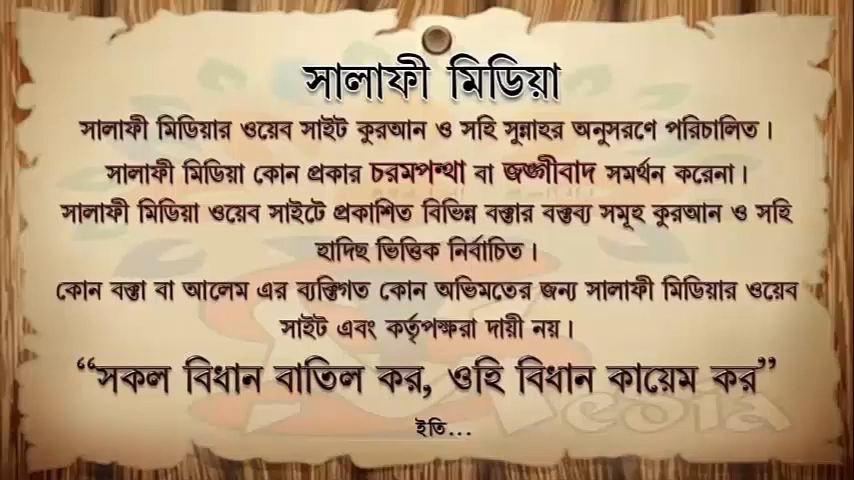 সালাফী মিডিয়া
সালাফী মিডিয়ার ওয়েব সাইট কুরআন ও সহি সুন্নাহর অনুসরণে পরিচালিত।
সালাফী মিডিয়া কোন প্রকার চরমপন্থা বা জঙ্গীবাদ সমর্থন করেনা।
সালাফী মিডিয়া ওয়েব সাইটে প্রকাশিত বিভিন্ন বক্তার বক্তব্য সমূহ কুরআন ও সহি
হাদিছ ভিত্তিক নির্বাচিত।
কোন বক্তা বা আলেম এর ব্যক্তিগত কোন অভিমতের জন্য সালাফী মিডিয়ার ওয়েব
সাইট এবং কর্তৃপক্ষরা দায়ী নয়।
“সকল বিধান বাতিল কর, ওহি বিধান কায়েম কর”
ইতি...